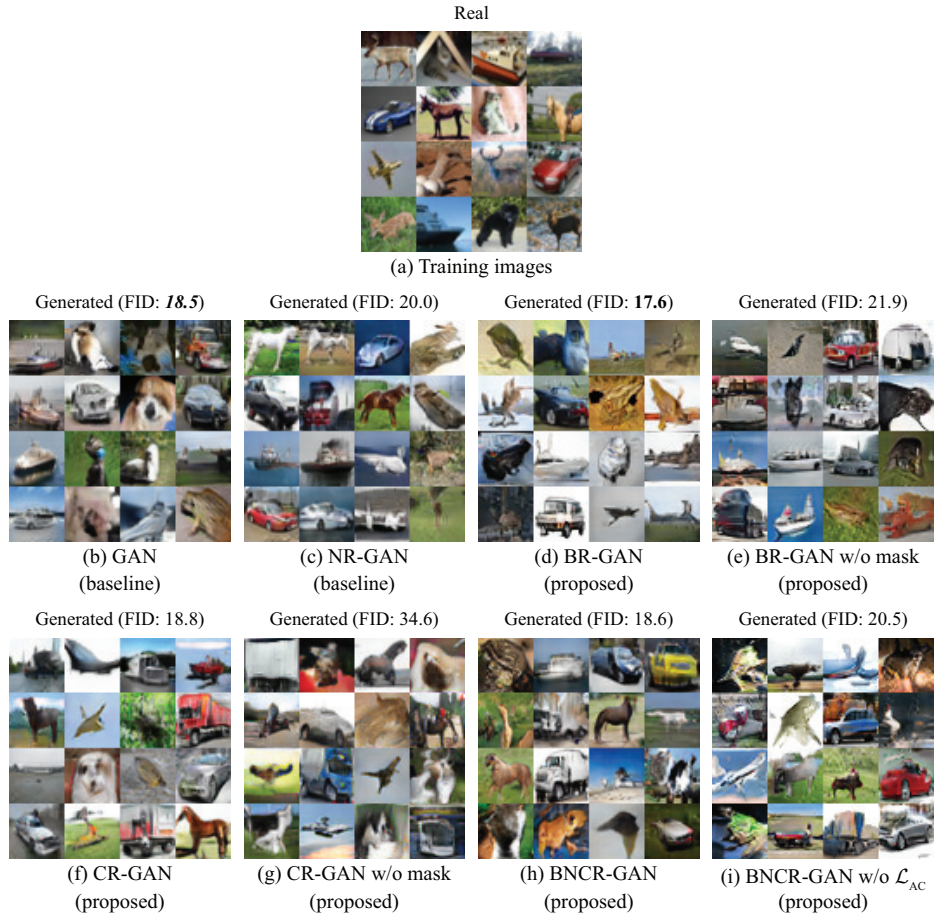 Real
(a) Training images
Generated (FID: 18.5)
Generated (FID: 20.0)
Generated (FID: 17.6)
Generated (FID: 21.9)
(b) GAN
(baseline)
(c) NR-GAN
(baseline)
(d) BR-GAN
(proposed)
(e) BR-GAN w/o mask
(proposed)
Generated (FID: 18.8)
Generated (FID: 34.6)
Generated (FID: 18.6)
Generated (FID: 20.5)
(f) CR-GAN
(proposed)
(g) CR-GAN w/o mask
(proposed)
(h) BNCR-GAN
(proposed)
(i) BNCR-GAN w/o ℒAC
(proposed)